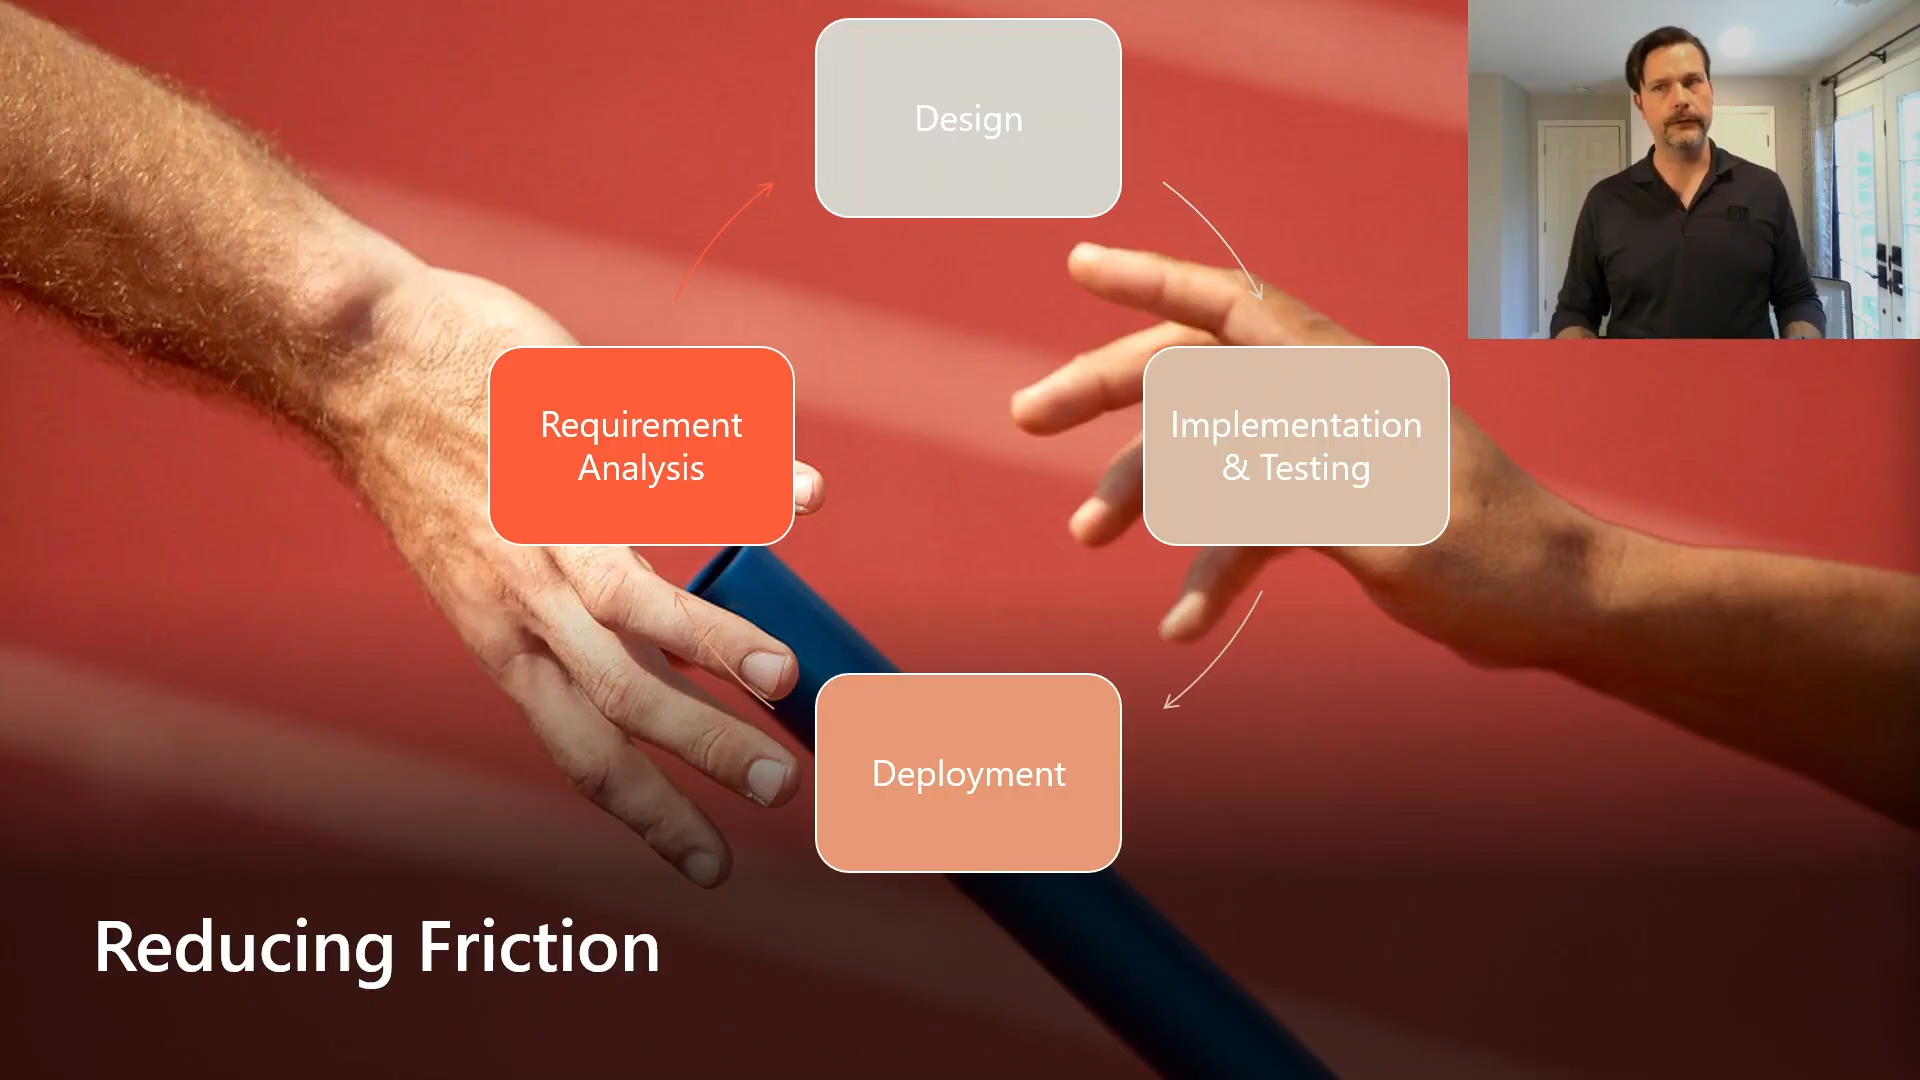 Design
Requirement
Analysis
Implementation
& Testing
Deployment
Reducing Friction